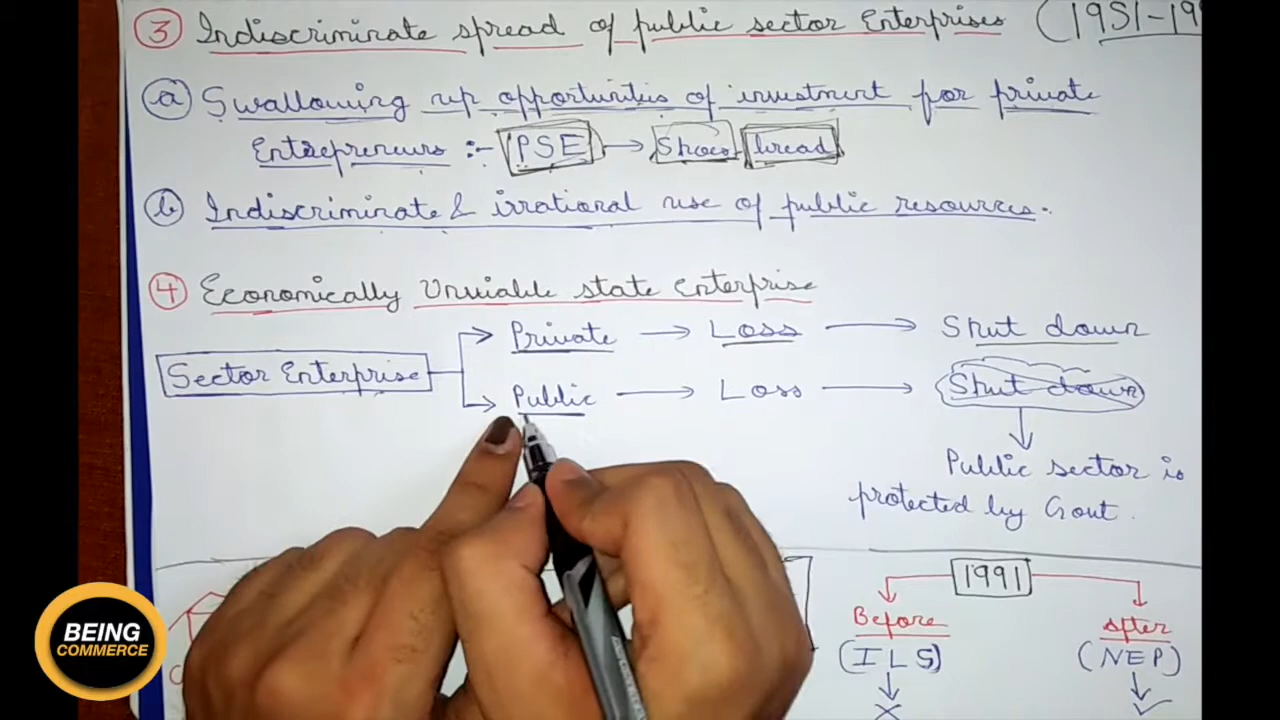 ③ Indiscriminate spread of public sector Enterprises (1951-19
ⓐ Swallowing up opportunities of investment for private
Entrepreneurs :- PSE → Shoes bread
ⓑ Indiscriminate & irrational use of public resources.
④ Economically Unviable state Enterprise
Sector Enterprise
Private → Loss → Shut down
Public → Loss → Shut down
Public sector is
protected by Gout.
1991
Before After
(ILS) (NEP)
BEING
COMMERCE